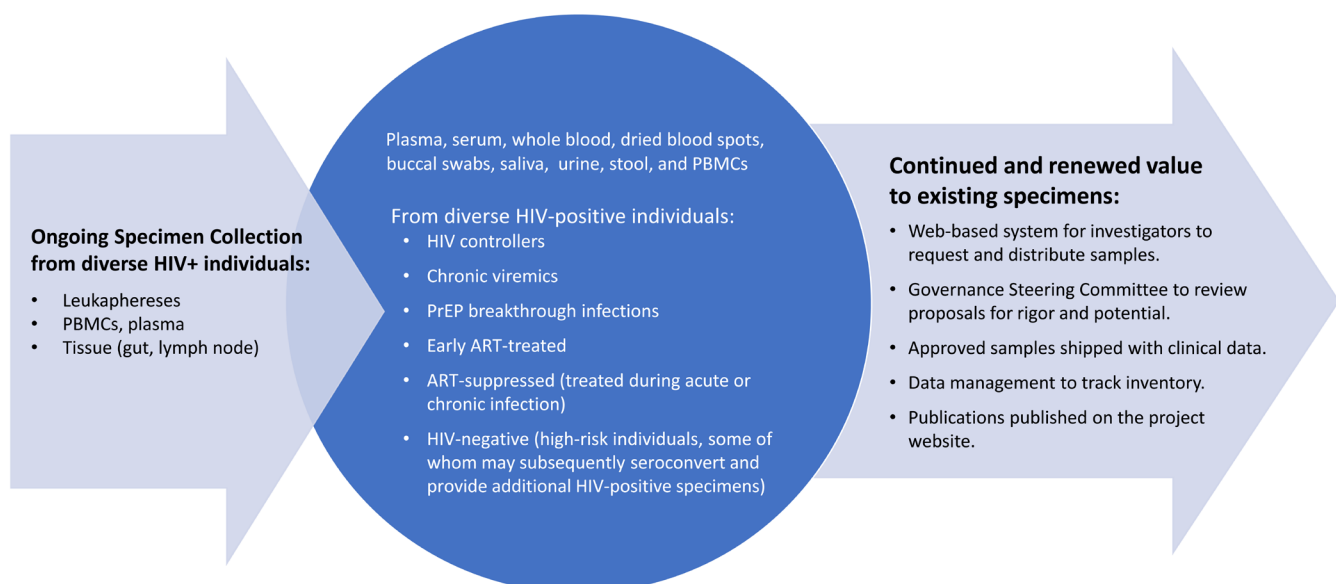 Ongoing Specimen Collection
from diverse HIV+ individuals:
• Leukaphereses
• PBMCs, plasma
• Tissue (gut, lymph node)
Plasma, serum, whole blood, dried blood spots,
buccal swabs, saliva, urine, stool, and PBMCs
From diverse HIV-positive individuals:
• HIV controllers
• Chronic viremics
• PrEP breakthrough infections
• Early ART-treated
• ART-suppressed (treated during acute or
chronic infection)
• HIV-negative (high-risk individuals, some of
whom may subsequently seroconvert and
provide additional HIV-positive specimens)
Continued and renewed value
to existing specimens:
• Web-based system for investigators to
request and distribute samples.
• Governance Steering Committee to review
proposals for rigor and potential.
• Approved samples shipped with clinical data.
• Data management to track inventory.
• Publications published on the project
website.